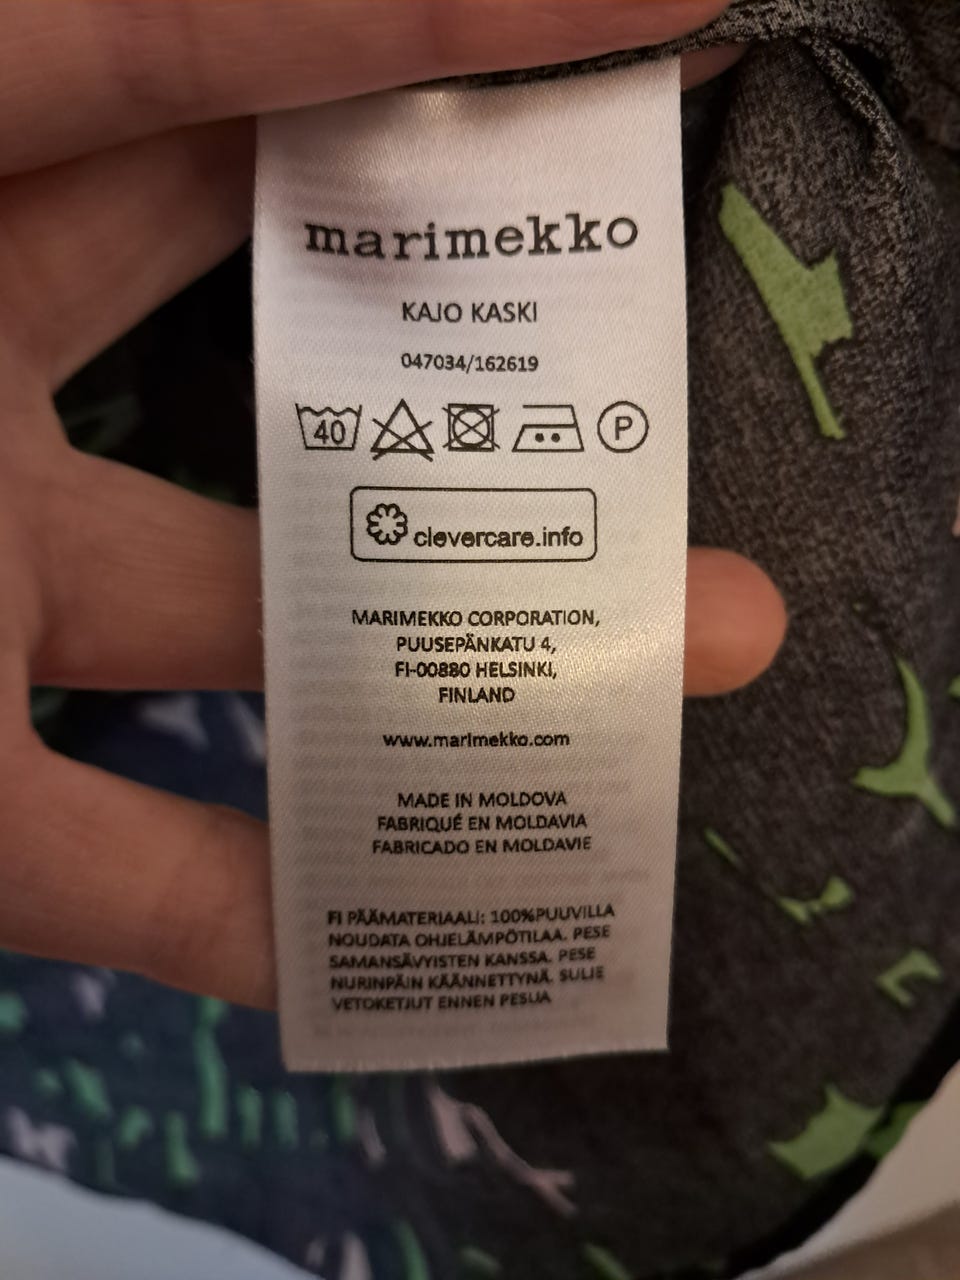 marimekko
KAJO KASKI
047034/162619
40 P
clevercare.info
MARIMEKKO CORPORATION,
PUUSEPÄNKATU 4,
FI-00880 HELSINKI,
FINLAND
www.marimekko.com
MADE IN MOLDOVA
FABRIQUÉ EN MOLDAVIA
FABRICADO EN MOLDAVIE
FI PÄÄMATERIAALI: 100%PUUVILLA
NOUDATA OHJELÄMPÖTILAA. PESE
SAMANSÄVYISTEN KANSSA. PESE
NURINPÄIN KÄÄNNETTYNÄ. SULJE
VETOKETJUT ENNEN PESUA